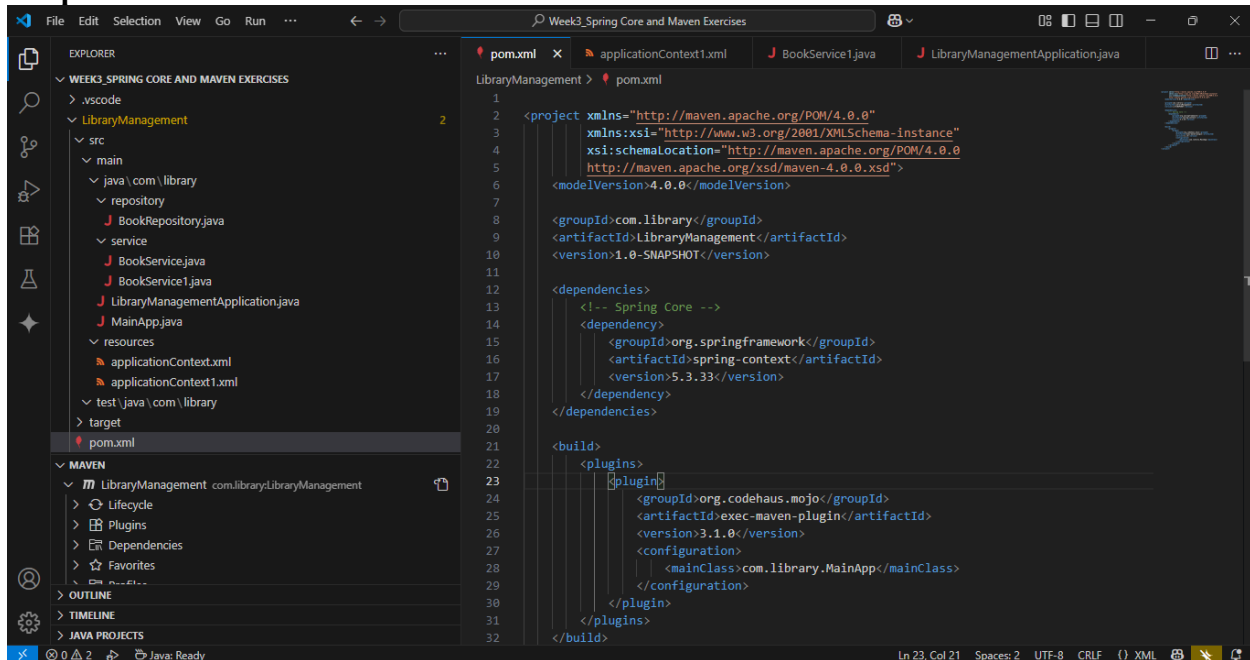 File Edit Selection View Go Run ··· ← → Week3_Spring Core and Maven Exercises
EXPLORER ···
WEEK3_SPRING CORE AND MAVEN EXERCISES
.vscode
LibraryManagement 2
src
main
java\com\library
repository
BookRepository.java
service
BookService.java
BookService1.java
LibraryManagementApplication.java
MainApp.java
resources
applicationContext.xml
applicationContext1.xml
test\java\com\library
target
pom.xml
MAVEN
LibraryManagement com.library:LibraryManagement
Lifecycle
Plugins
Dependencies
Favorites
OUTLINE
TIMELINE
JAVA PROJECTS
pom.xml × applicationContext1.xml BookService1.java LibraryManagementApplication.java ···
LibraryManagement > pom.xml
1
2 <project xmlns="http://maven.apache.org/POM/4.0.0"
3 xmlns:xsi="http://www.w3.org/2001/XMLSchema-instance"
4 xsi:schemaLocation="http://maven.apache.org/POM/4.0.0
5 http://maven.apache.org/xsd/maven-4.0.0.xsd">
6 <modelVersion>4.0.0</modelVersion>
7
8 <groupId>com.library</groupId>
9 <artifactId>LibraryManagement</artifactId>
10 <version>1.0-SNAPSHOT</version>
11
12 <dependencies>
13 <!-- Spring Core -->
14 <dependency>
15 <groupId>org.springframework</groupId>
16 <artifactId>spring-context</artifactId>
17 <version>5.3.33</version>
18 </dependency>
19 </dependencies>
20
21 <build>
22 <plugins>
23 <plugin>
24 <groupId>org.codehaus.mojo</groupId>
25 <artifactId>exec-maven-plugin</artifactId>
26 <version>3.1.0</version>
27 <configuration>
28 <mainClass>com.library.MainApp</mainClass>
29 </configuration>
30 </plugin>
31 </plugins>
32 </build>
0 2 Java: Ready Ln 23, Col 21 Spaces: 2 UTF-8 CRLF {} XML